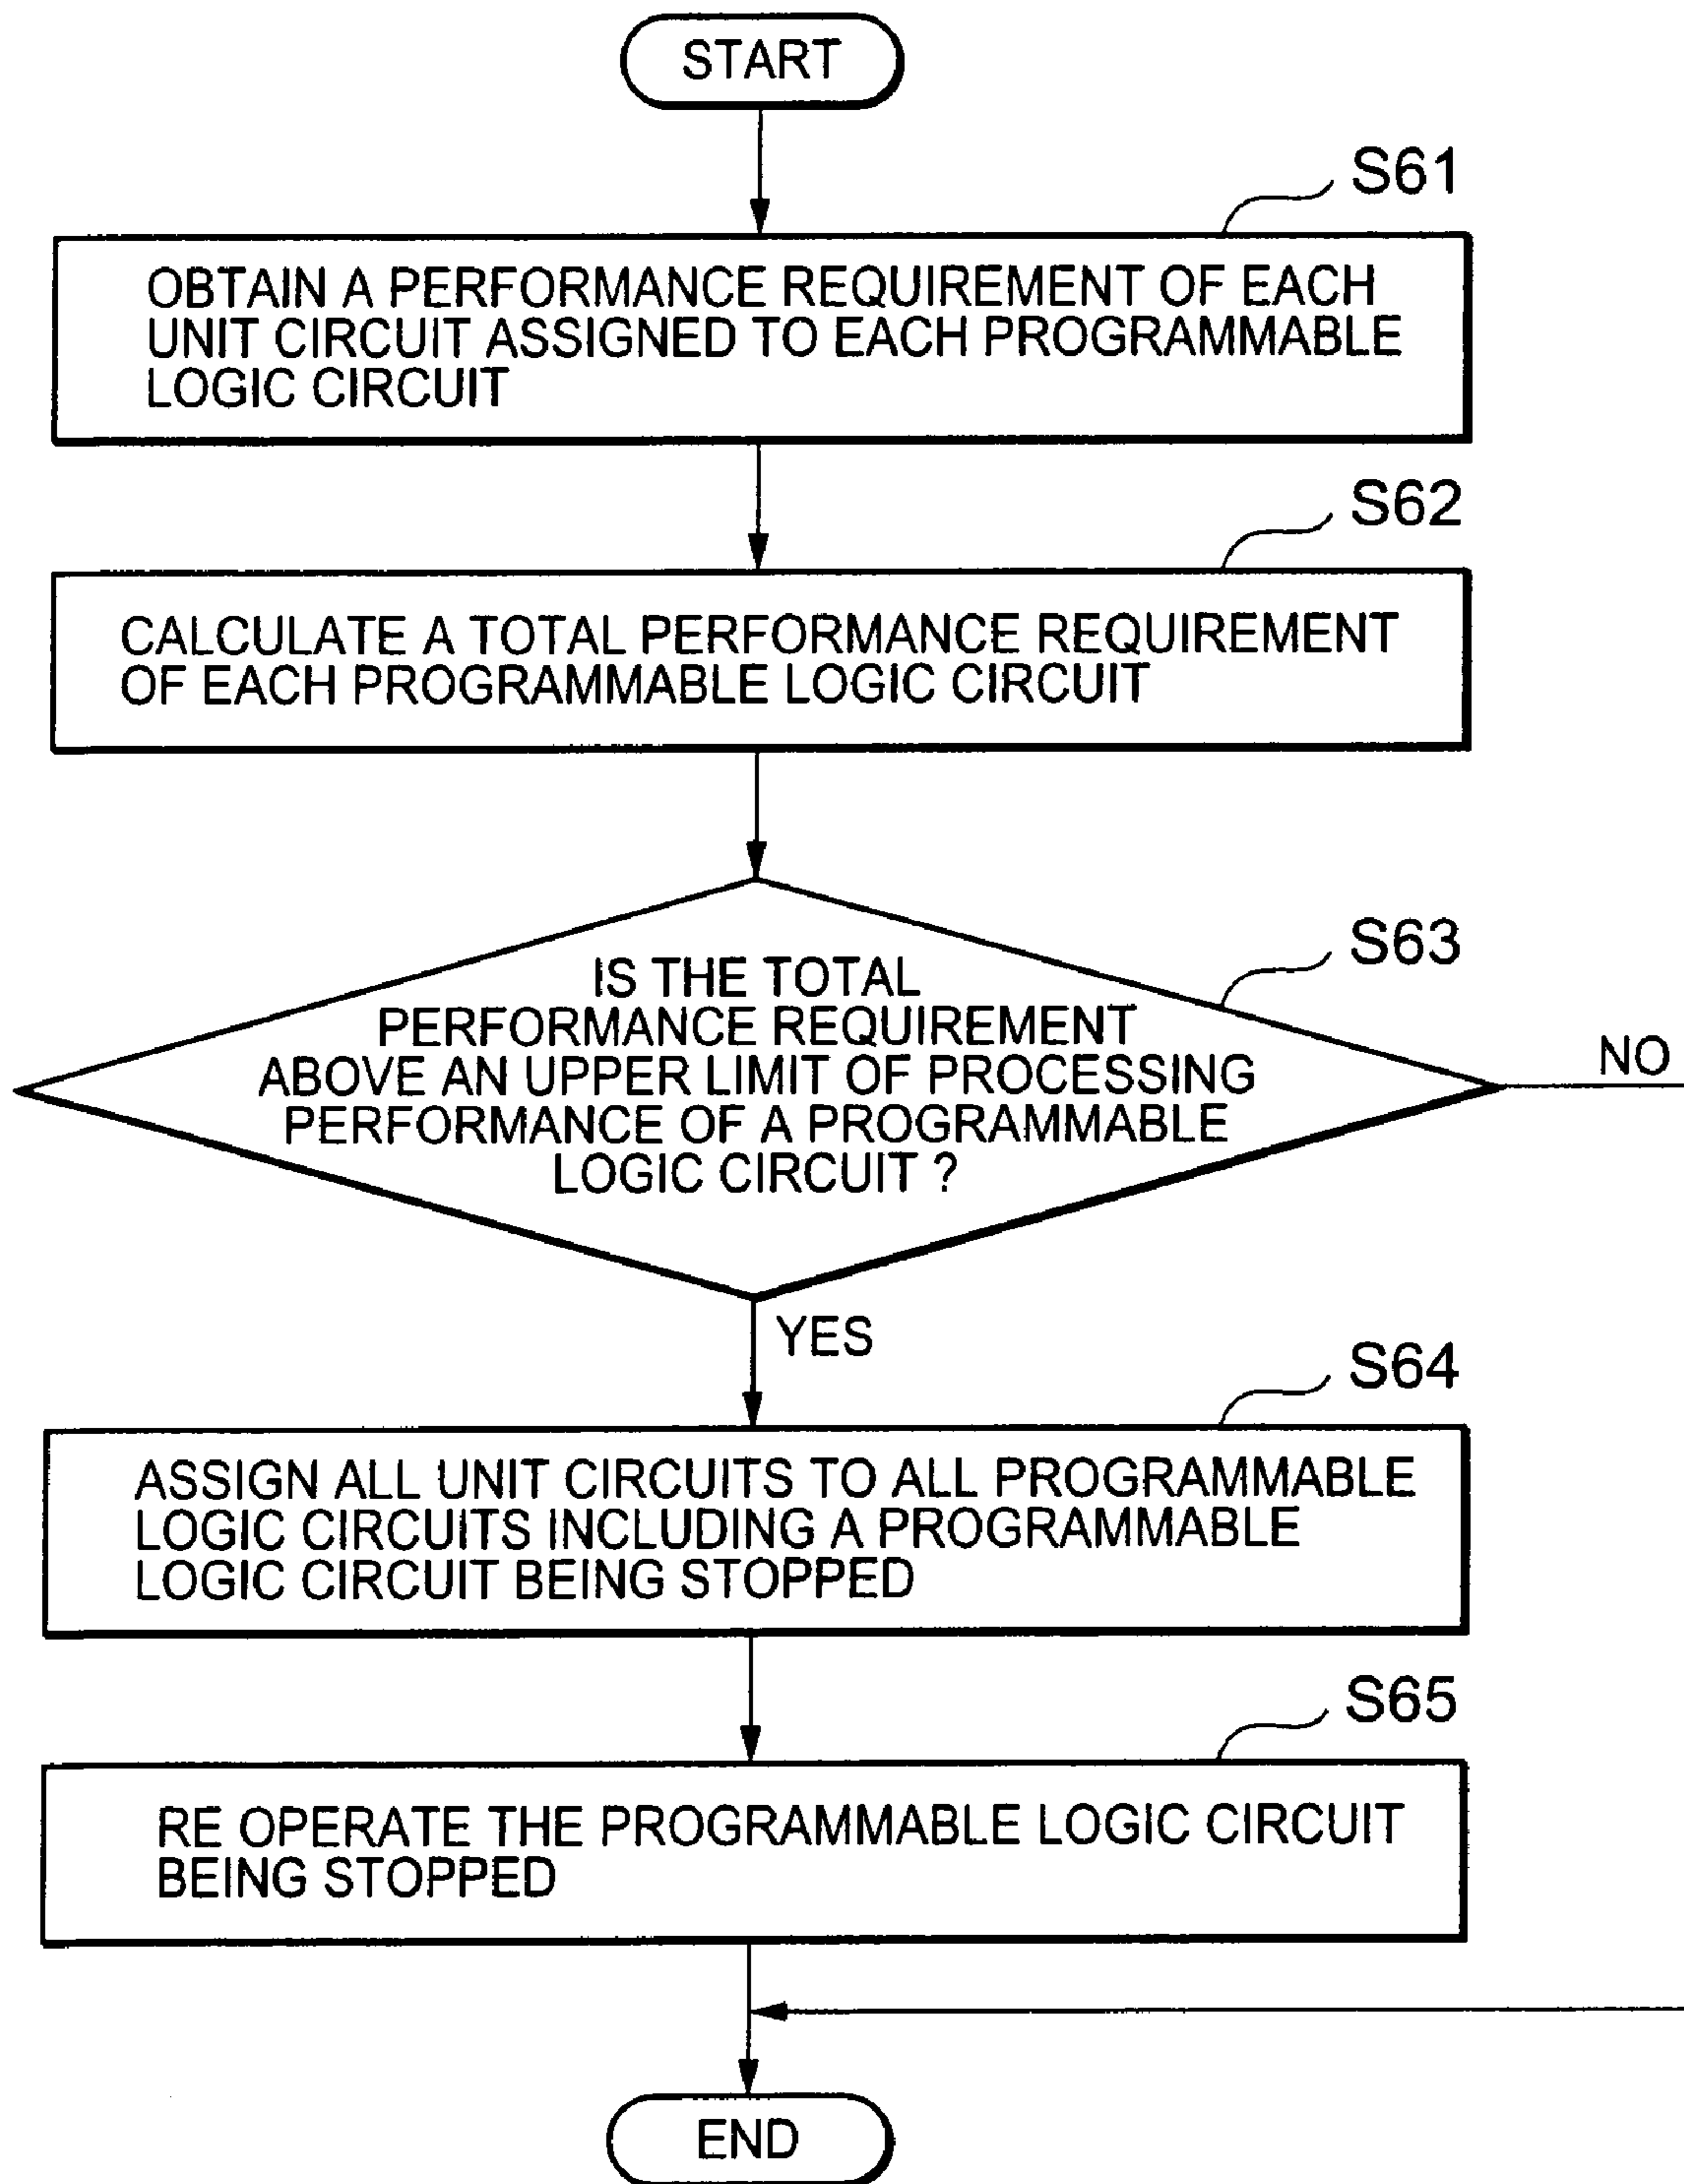 START
S61
OBTAIN A PERFORMANCE REQUIREMENT OF EACH
UNIT CIRCUIT ASSIGNED TO EACH PROGRAMMABLE
LOGIC CIRCUIT
S62
CALCULATE A TOTAL PERFORMANCE REQUIREMENT
OF EACH PROGRAMMABLE LOGIC CIRCUIT
S63
IS THE TOTAL
PERFORMANCE REQUIREMENT
ABOVE AN UPPER LIMIT OF PROCESSING
PERFORMANCE OF A PROGRAMMABLE
LOGIC CIRCUIT ?
NO
YES
S64
ASSIGN ALL UNIT CIRCUITS TO ALL PROGRAMMABLE
LOGIC CIRCUITS INCLUDING A PROGRAMMABLE
LOGIC CIRCUIT BEING STOPPED
S65
RE OPERATE THE PROGRAMMABLE LOGIC CIRCUIT
BEING STOPPED
END